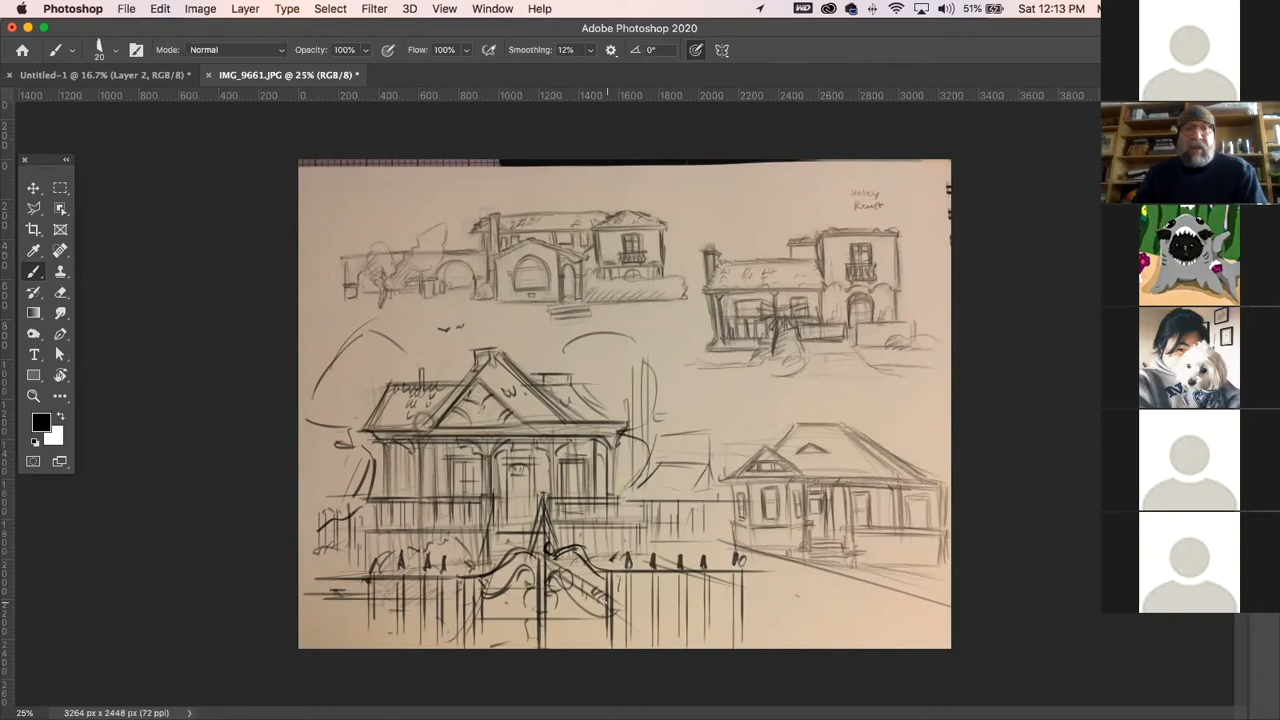 Photoshop File Edit Image Layer Type Select Filter 3D View Window Help 51% Sat 12:13 PM
Adobe Photoshop 2020
20 Mode: Normal Opacity: 100% Flow: 100% Smoothing: 12% 0°
× Untitled-1 @ 16.7% (Layer 2, RGB/8) * × IMG_9661.JPG @ 25% (RGB/8) *
1400 1200 1000 800 600 400 200 0 200 400 600 800 1000 1200 1400 1600 1800 2000 2200 2400 2600 2800 3000 3200 3400 3600 3800
Haley
25% 3264 px x 2448 px (72 ppi)